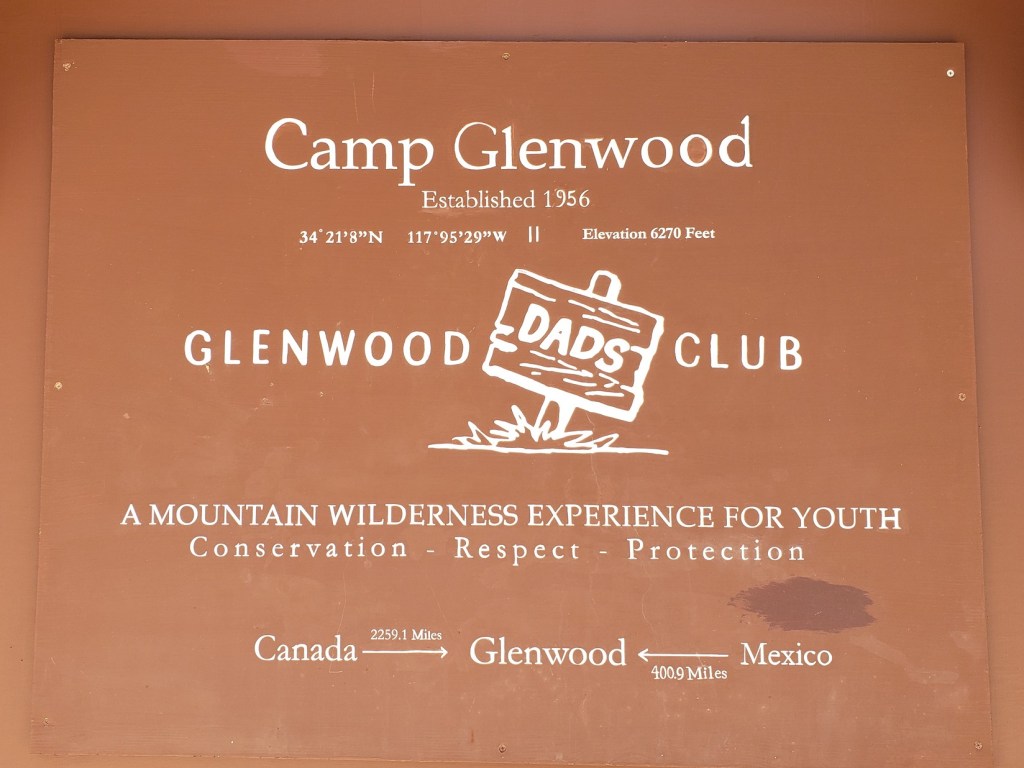 Camp Glenwood
Established 1956
34°21'8"N 117°95'29"W || Elevation 6270 Feet
GLENWOOD DADS CLUB
A MOUNTAIN WILDERNESS EXPERIENCE FOR YOUTH
Conservation - Respect - Protection
Canada 2259.1 Miles Glenwood 400.9 Miles Mexico